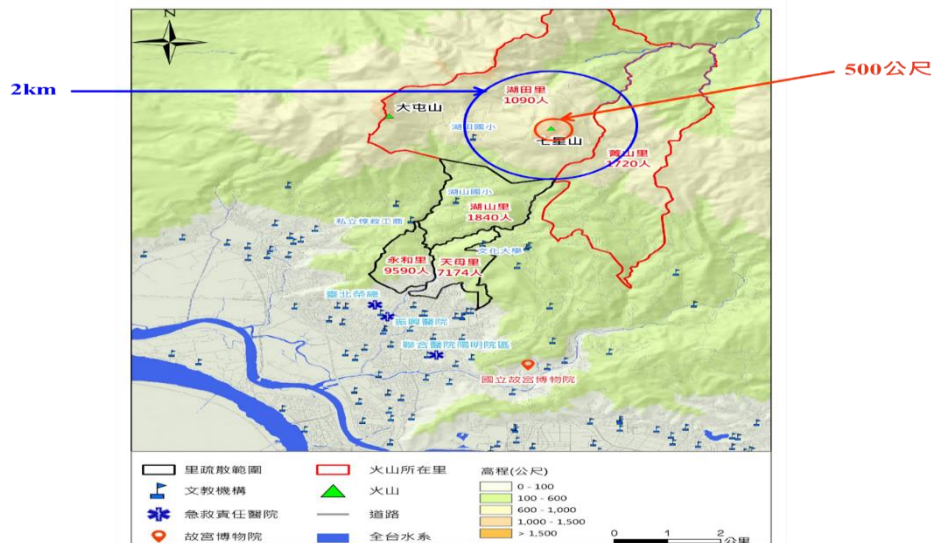 N
500公尺
2km
湖田里
1090人
大屯山
湖田國小
七星山
菁山里
1720人
湖山國小
湖山里
1840人
私立惇敘工商
文化大學
永和里
9590人
天母里
7174人
臺北榮總
振興醫院
聯合醫院陽明院區
國立故宮博物院
里疏散範圍
火山所在里
高程(公尺)
文教機構
火山
急救責任醫院
道路
故宮博物院
全台水系
0 - 100
100 - 600
600 - 1,000
1,000 - 1,500
> 1,500
0 1 2
公里